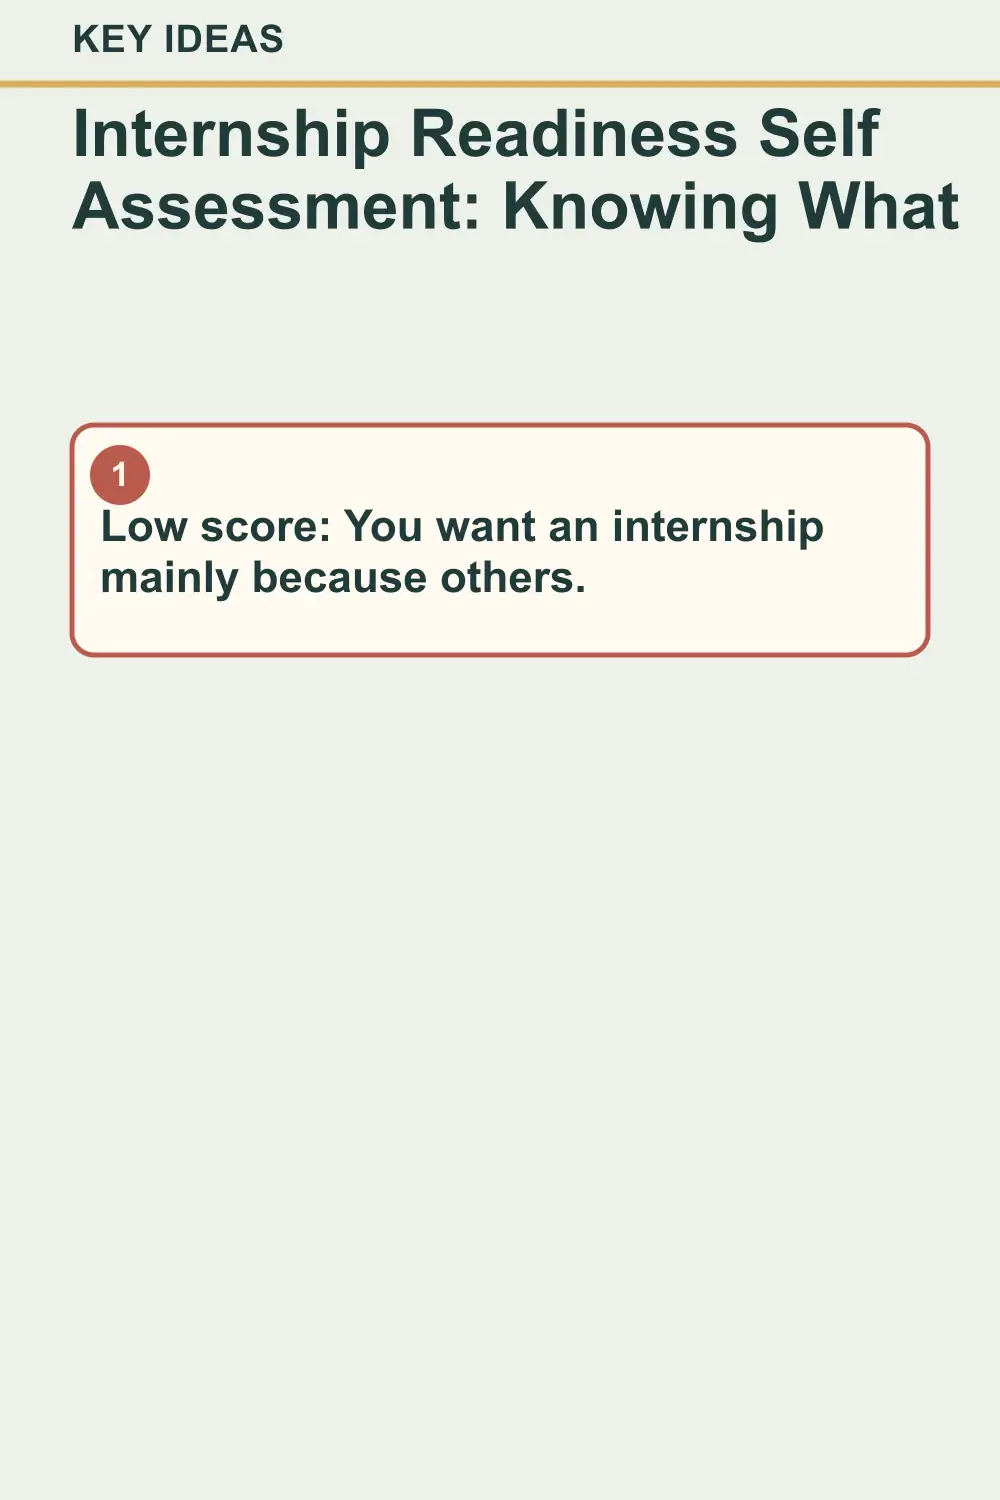 KEY IDEAS
Internship Readiness Self
Assessment: Knowing What
1
Low score: You want an internship
mainly because others.